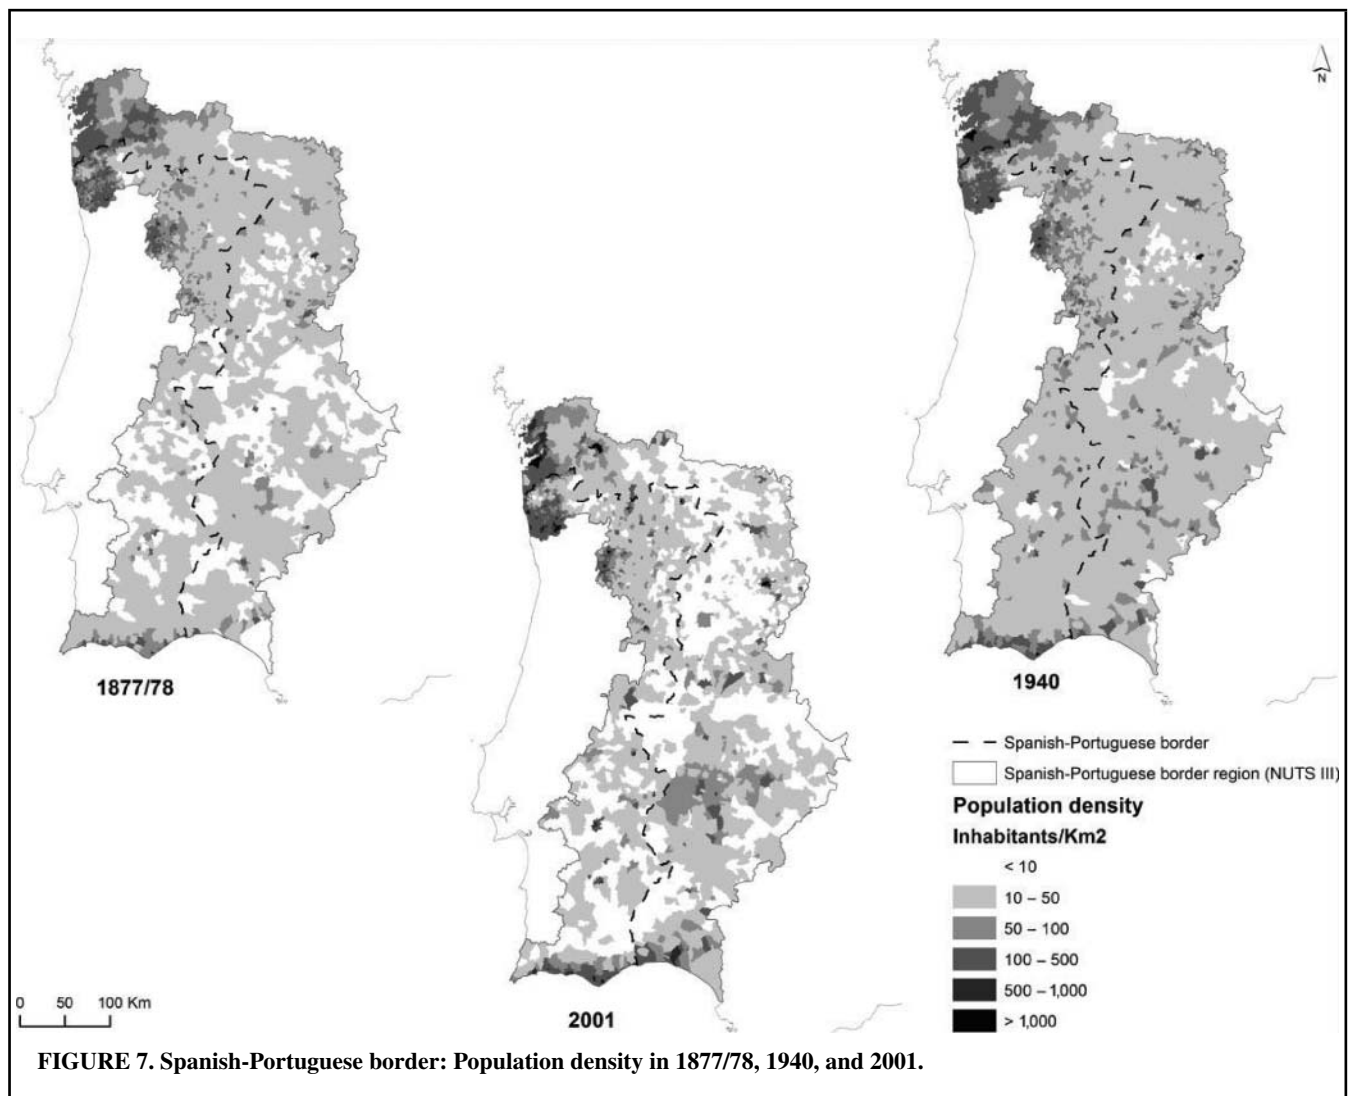 N
1877/78
1940
Spanish-Portuguese border
Spanish-Portuguese border region (NUTS III)
Population density
Inhabitants/Km2
< 10
10 – 50
50 – 100
100 – 500
500 – 1,000
> 1,000
0 50 100 Km
2001
FIGURE 7. Spanish-Portuguese border: Population density in 1877/78, 1940, and 2001.